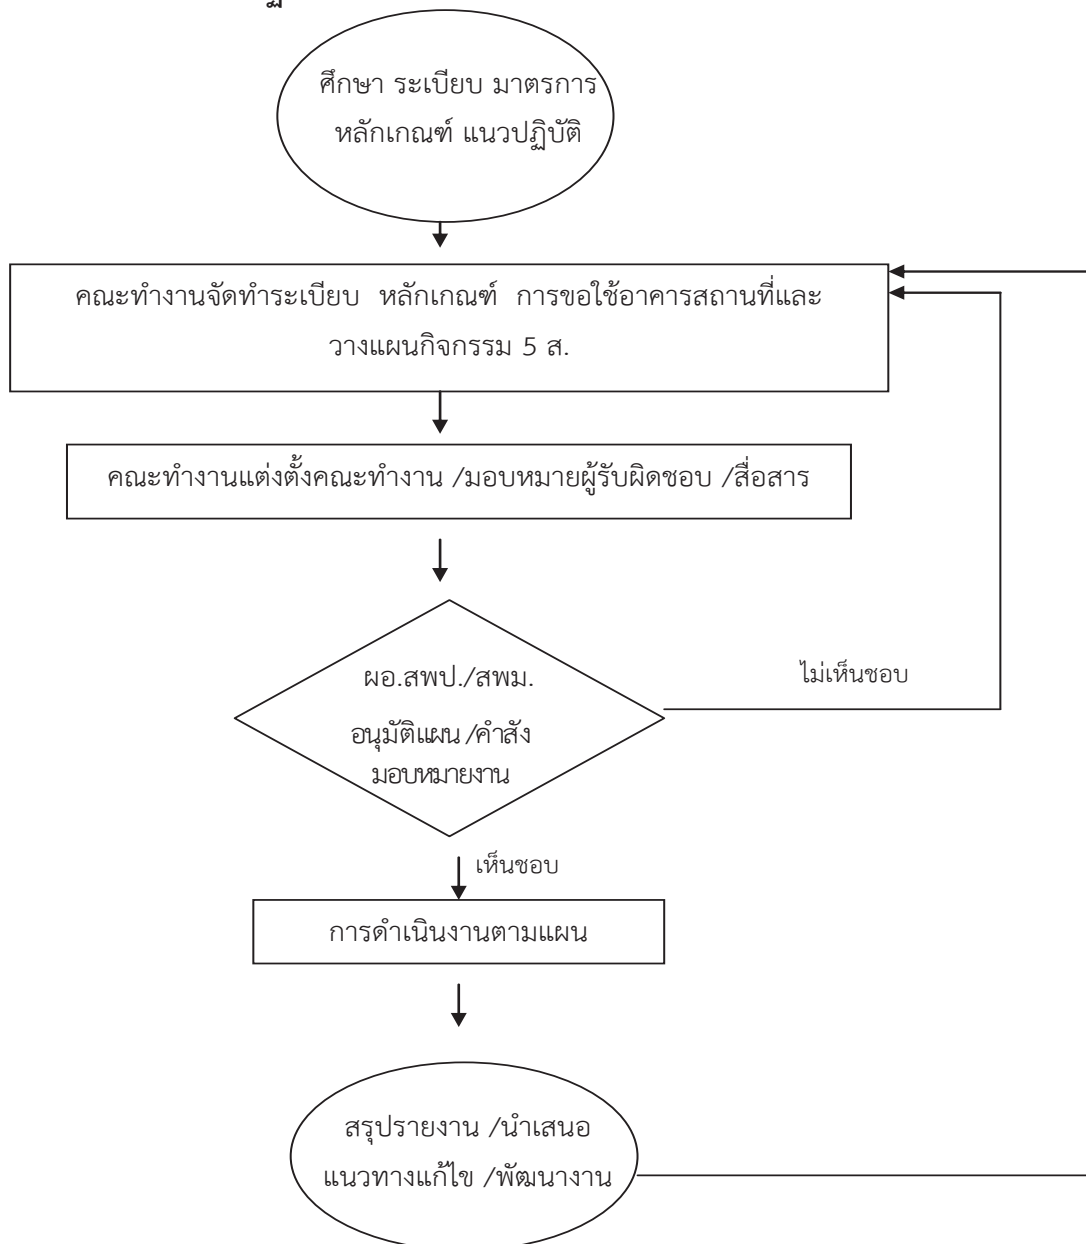 ศึกษา ระเบียบ มาตรการ
หลักเกณฑ์ แนวปฏิบัติ
คณะทำงานจัดทำระเบียบ หลักเกณฑ์ การขอใช้อาคารสถานที่และ
วางแผนกิจกรรม 5 ส.
คณะทำงานแต่งตั้งคณะทำงาน /มอบหมายผู้รับผิดชอบ /สื่อสาร
ผอ.สพป./สพม.
อนุมัติแผน /คำสัง
มอบหมายงาน
ไม่เห็นชอบ
เห็นชอบ
การดำเนินงานตามแผน
สรุปรายงาน /นำเสนอ
แนวทางแก้ไข /พัฒนางาน